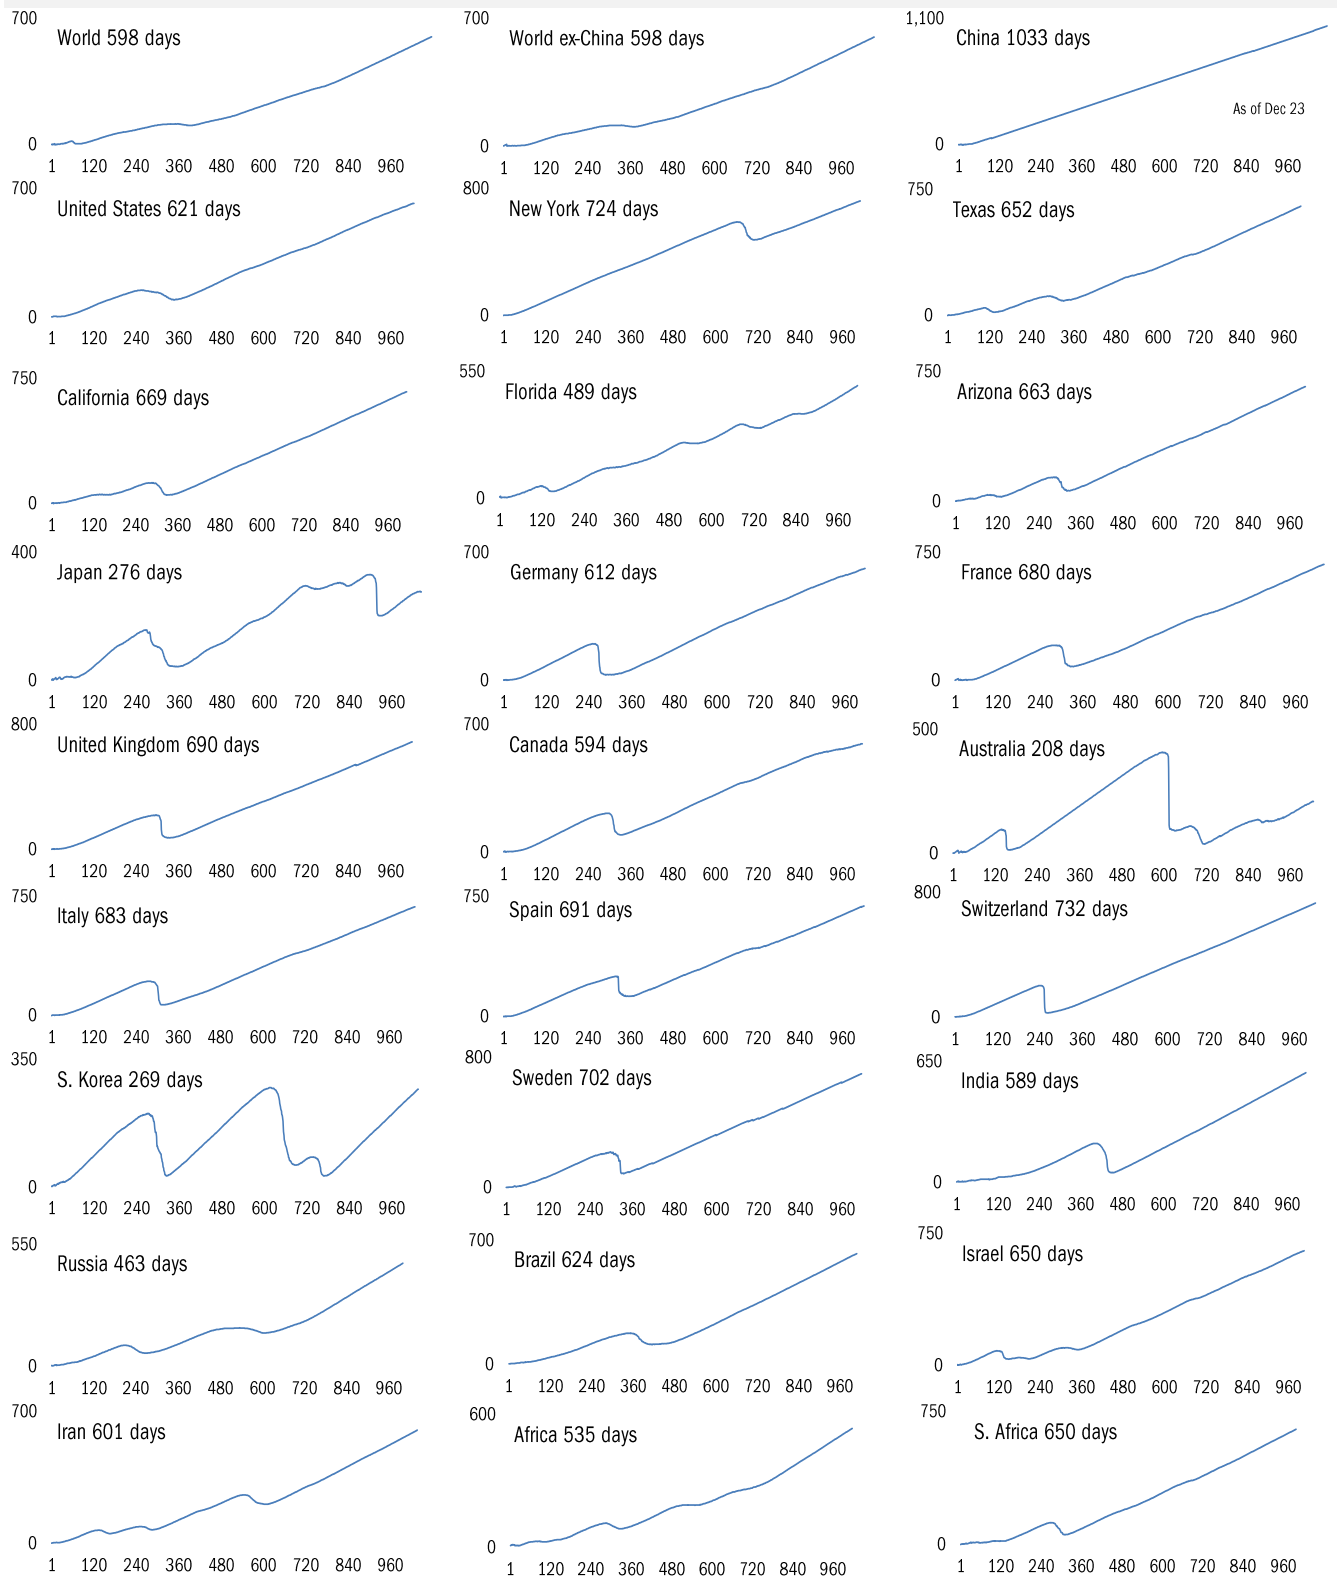 700 700 1,100
World 598 days World ex-China 598 days China 1033 days
As of Dec 23
0 0 0
1 120 240 360 480 600 720 840 960 1 120 240 360 480 600 720 840 960 1 120 240 360 480 600 720 840 960
700 800 750
United States 621 days New York 724 days Texas 652 days
0 0 0
1 120 240 360 480 600 720 840 960 1 120 240 360 480 600 720 840 960 1 120 240 360 480 600 720 840 960
750 550 750
California 669 days Florida 489 days Arizona 663 days
0 0 0
1 120 240 360 480 600 720 840 960 1 120 240 360 480 600 720 840 960 1 120 240 360 480 600 720 840 960
400 700 750
Japan 276 days Germany 612 days France 680 days
0 0 0
1 120 240 360 480 600 720 840 960 1 120 240 360 480 600 720 840 960 1 120 240 360 480 600 720 840 960
800 700 500
United Kingdom 690 days Canada 594 days Australia 208 days
0 0 0
1 120 240 360 480 600 720 840 960 1 120 240 360 480 600 720 840 960 1 120 240 360 480 600 720 840 960
750 750 800
Italy 683 days Spain 691 days Switzerland 732 days
0 0 0
1 120 240 360 480 600 720 840 960 1 120 240 360 480 600 720 840 960 1 120 240 360 480 600 720 840 960
350 800 650
S. Korea 269 days Sweden 702 days India 589 days
0 0 0
1 120 240 360 480 600 720 840 960 1 120 240 360 480 600 720 840 960 1 120 240 360 480 600 720 840 960
550 700 750
Russia 463 days Brazil 624 days Israel 650 days
0 0 0
1 120 240 360 480 600 720 840 960 1 120 240 360 480 600 720 840 960 1 120 240 360 480 600 720 840 960
700 600 750
Iran 601 days Africa 535 days S. Africa 650 days
0 0 0
1 120 240 360 480 600 720 840 960 1 120 240 360 480 600 720 840 960 1 120 240 360 480 600 720 840 960